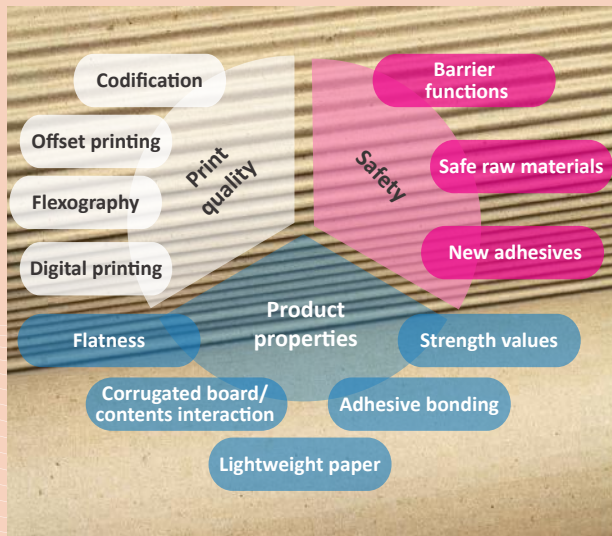 Codification
Offset printing
Flexography
Digital printing
Print
quality
Barrier
functions
Safe raw materials
New adhesives
Safety
Product
properties
Flatness
Corrugated board/
contents interaction
Lightweight paper
Adhesive bonding
Strength values